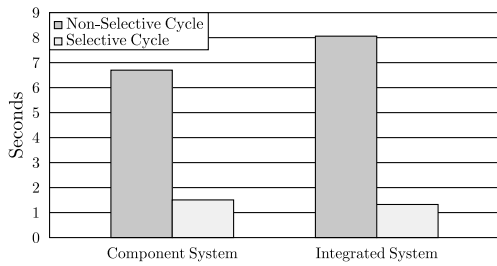 9
8
7
6
5
4
3
2
1
0
Seconds
Non-Selective Cycle
Selective Cycle
Component System
Integrated System